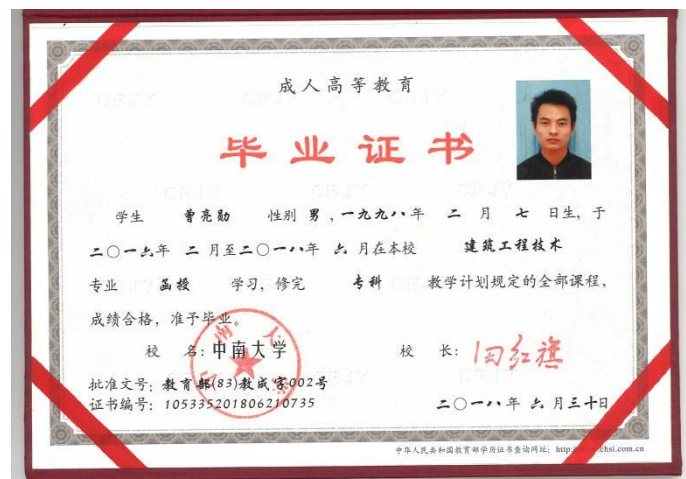 成人高等教育
毕业证书
学生 曾亮勋 性别 男，一九九八年 二 月 七 日生，于
二〇一六年 二 月至二〇一八年 六 月在本校 建筑工程技术
专业 函授 学习，修完 专科 教学计划规定的全部课程，
成绩合格，准予毕业。
校 名：中南大学 校 长：田红旗
批准文号：教育部(83)教成字002号
证书编号：105335201806210735 二〇一八年 六 月三十日
中华人民共和国教育部学历证书查询网址：http://www.chsi.com.cn